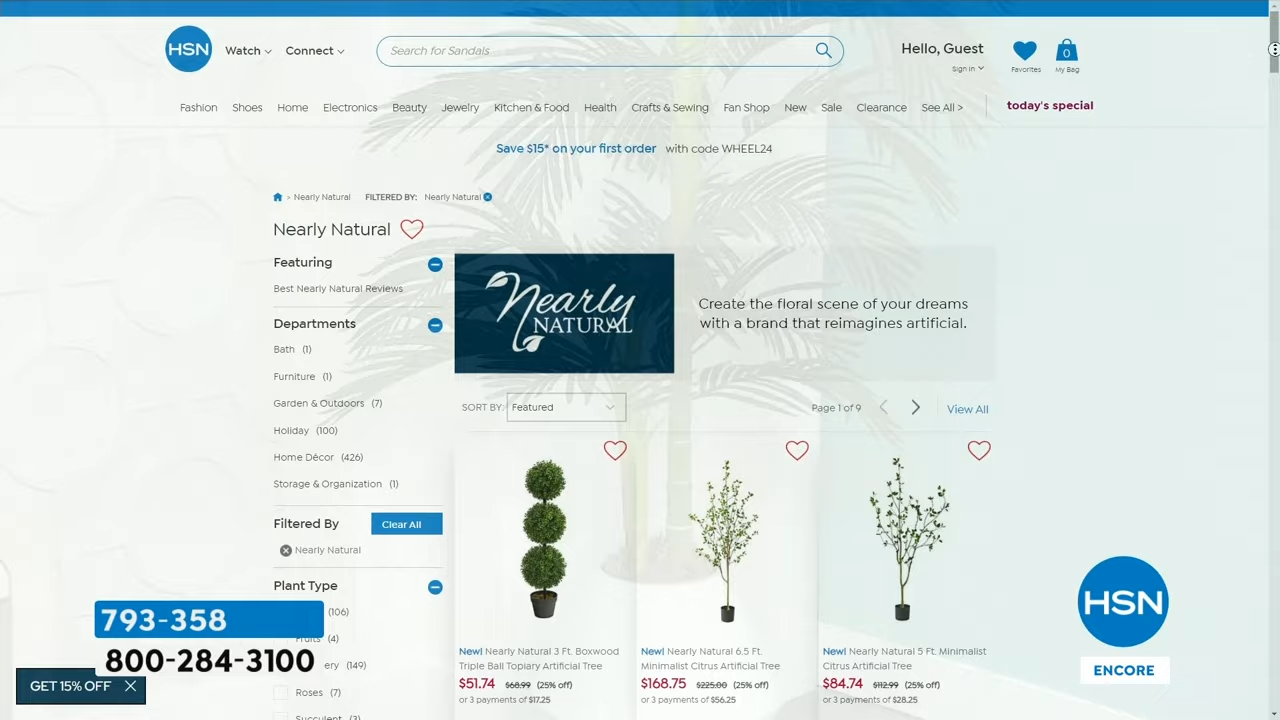 HSN
Watch
Connect
Search for Sandals
Hello, Guest
Sign in
Favorites
0
My Bag
Fashion Shoes Home Electronics Beauty Jewelry Kitchen & Food Health Crafts & Sewing Fan Shop New Sale Clearance See All >
today's special
Save $15* on your first order with code WHEEL24
> Nearly Natural FILTERED BY: Nearly Natural
Nearly Natural
Featuring
Best Nearly Natural Reviews
Departments
Bath (1)
Furniture (1)
Garden & Outdoors (7)
Holiday (100)
Home Décor (426)
Storage & Organization (1)
Filtered By
Clear All
Nearly Natural
Plant Type
(106)
Fruits (4)
(149)
Roses (7)
Succulent (3)
Nearly
NATURAL
Create the floral scene of your dreams
with a brand that reimagines artificial.
SORT BY: Featured
Page 1 of 9
View All
New! Nearly Natural 3 Ft. Boxwood
Triple Ball Topiary Artificial Tree
$51.74 $68.99 (25% off)
or 3 payments of $17.25
New! Nearly Natural 6.5 Ft.
Minimalist Citrus Artificial Tree
$168.75 $225.00 (25% off)
or 3 payments of $56.25
New! Nearly Natural 5 Ft. Minimalist
Citrus Artificial Tree
$84.74 $112.99 (25% off)
or 3 payments of $28.25
793-358
800-284-3100
GET 15% OFF
HSN
ENCORE